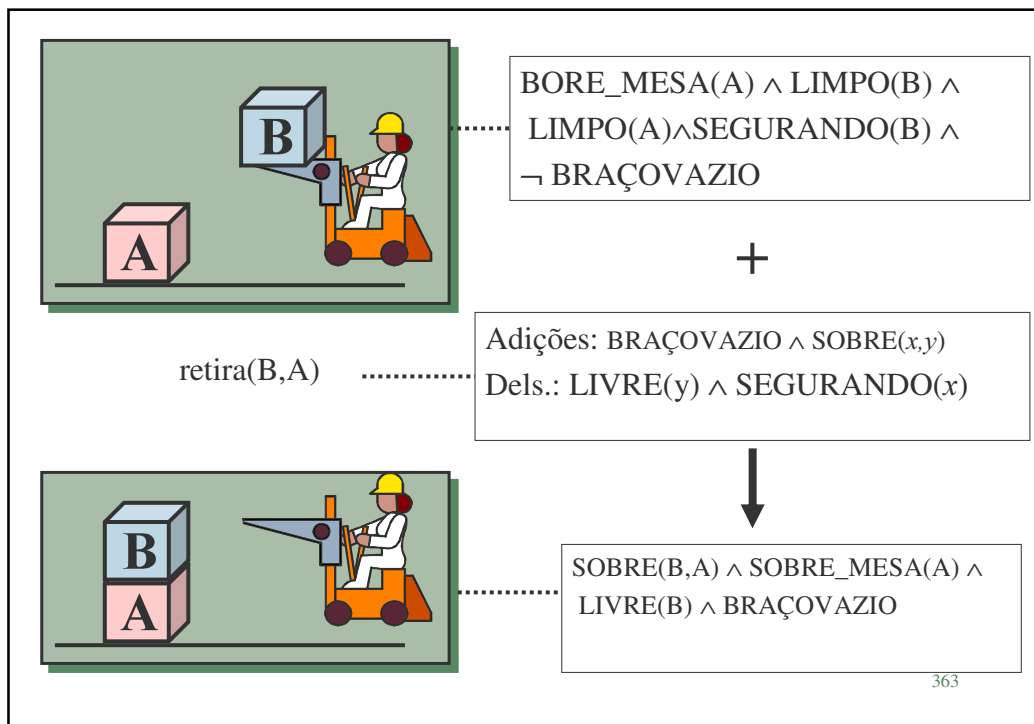 BORE_MESA(A) ∧ LIMPO(B) ∧
LIMPO(A)∧SEGURANDO(B) ∧
¬ BRAÇOVAZIO
B
A
+
retira(B,A)
Adições: BRAÇOVAZIO ∧ SOBRE(x,y)
Dels.: LIVRE(y) ∧ SEGURANDO(x)
B
A
SOBRE(B,A) ∧ SOBRE_MESA(A) ∧
LIVRE(B) ∧ BRAÇOVAZIO
363